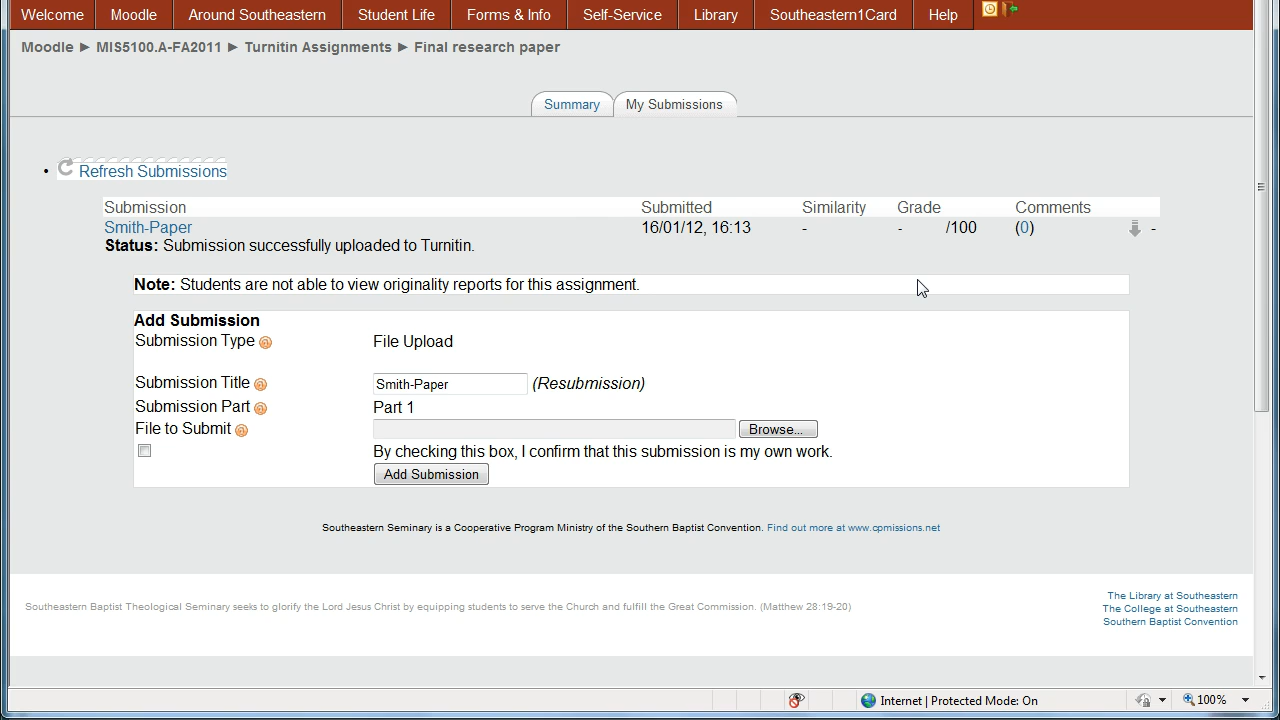 Welcome Moodle Around Southeastern Student Life Forms & Info Self-Service Library Southeastern1Card Help
Moodle ► MIS5100.A-FA2011 ► Turnitin Assignments ► Final research paper
Summary My Submissions
• Refresh Submissions
Submission Submitted Similarity Grade Comments
Smith-Paper 16/01/12, 16:13 - - /100 (0) -
Status: Submission successfully uploaded to Turnitin.
Note: Students are not able to view originality reports for this assignment.
Add Submission
Submission Type File Upload
Submission Title Smith-Paper (Resubmission)
Submission Part Part 1
File to Submit Browse...
By checking this box, I confirm that this submission is my own work.
Add Submission
Southeastern Seminary is a Cooperative Program Ministry of the Southern Baptist Convention. Find out more at www.cpmissions.net
Southeastern Baptist Theological Seminary seeks to glorify the Lord Jesus Christ by equipping students to serve the Church and fulfill the Great Commission. (Matthew 28:19-20)
The Library at Southeastern
The College at Southeastern
Southern Baptist Convention
Internet | Protected Mode: On 100%